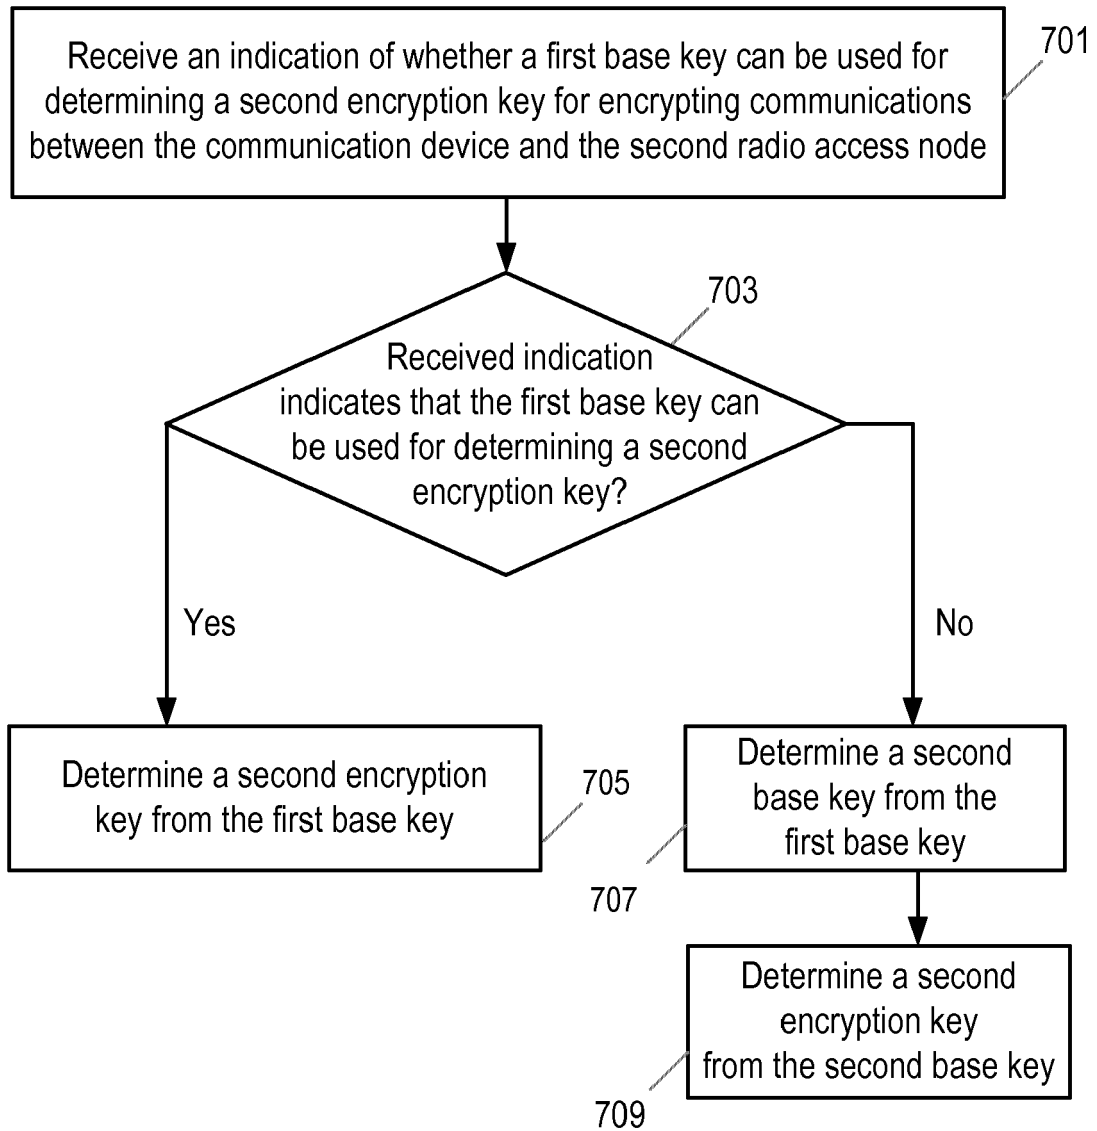 Receive an indication of whether a first base key can be used for
determining a second encryption key for encrypting communications
between the communication device and the second radio access node
701
703
Received indication
indicates that the first base key can
be used for determining a second
encryption key?
Yes
No
Determine a second encryption
key from the first base key
705
Determine a second
base key from the
first base key
707
Determine a second
encryption key
from the second base key
709